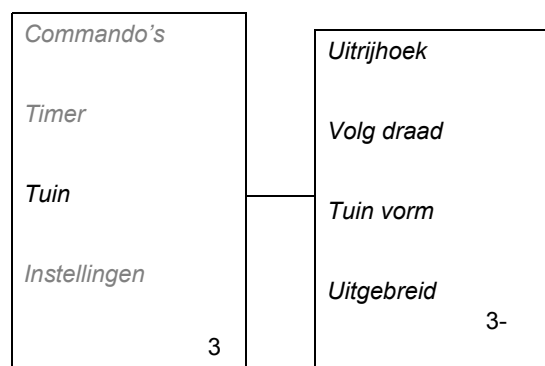 Commando's
Timer
Tuin
Instellingen
3
Uitrijhoek
Volg draad
Tuin vorm
Uitgebreid
3-